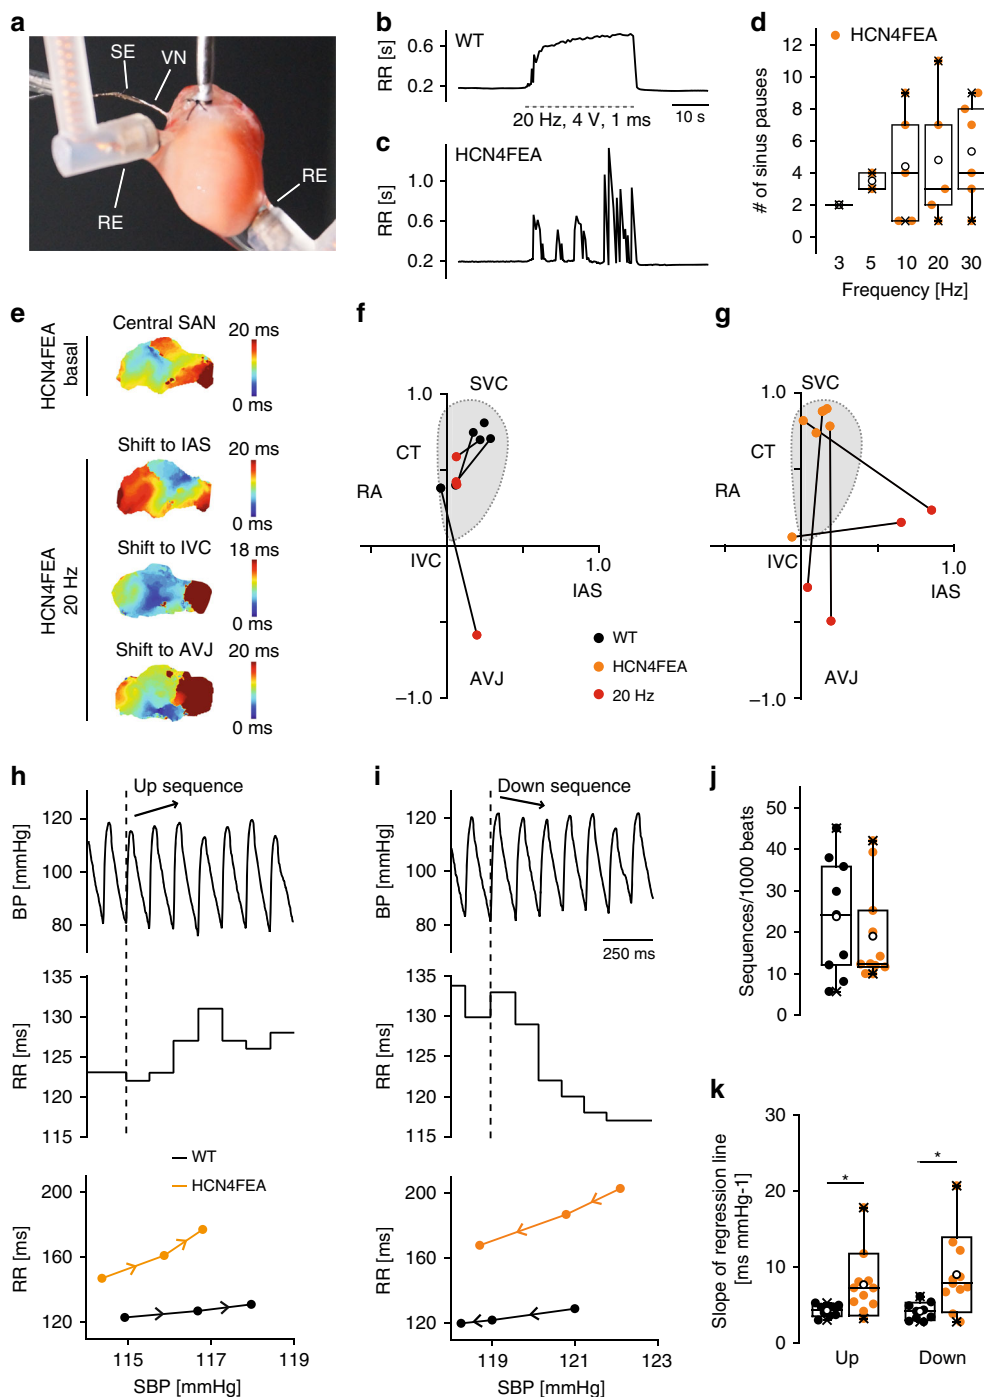 a
SE
VN
RE
RE
b
WT
RR [s]
0.6
0.2
20 Hz, 4 V, 1 ms
10 s
c
HCN4FEA
RR [s]
1.0
0.6
0.2
d
HCN4FEA
# of sinus pauses
12
10
8
6
4
2
0
3 5 10 20 30
Frequency [Hz]
e
HCN4FEA
basal
Central SAN
20 ms
0 ms
HCN4FEA
20 Hz
Shift to IAS
20 ms
0 ms
Shift to IVC
18 ms
0 ms
Shift to AVJ
20 ms
0 ms
f
SVC
1.0
CT
RA
IVC
1.0
IAS
AVJ
–1.0
WT
HCN4FEA
20 Hz
g
SVC
1.0
CT
RA
IVC
1.0
IAS
AVJ
–1.0
h
Up sequence
BP [mmHg]
120
100
80
RR [ms]
135
130
125
120
115
WT
HCN4FEA
RR [ms]
200
160
120
115 117 119
SBP [mmHg]
i
Down sequence
BP [mmHg]
120
100
80
250 ms
RR [ms]
135
130
125
120
115
RR [ms]
200
160
120
119 121 123
SBP [mmHg]
j
Sequences/1000 beats
50
40
30
20
10
0
k
Slope of regression line
[ms mmHg-1]
30
20
10
0
*
*
Up Down